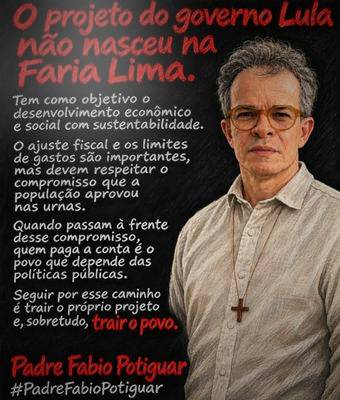 O projeto do governo Lula
não nasceu na
Faria Lima.
Tem como objetivo o
desenvolvimento econômico
e social com sustentabilidade.
O ajuste fiscal e os limites
de gastos são importantes,
mas devem respeitar o
compromisso que a
população aprovou
nas urnas.
Quando passam à frente
desse compromisso,
quem paga a conta é o
povo que depende das
políticas públicas.
Seguir por esse caminho
é trair o próprio projeto
e, sobretudo, trair o povo.
Padre Fabio Potiguar
#PadreFabioPotiguar